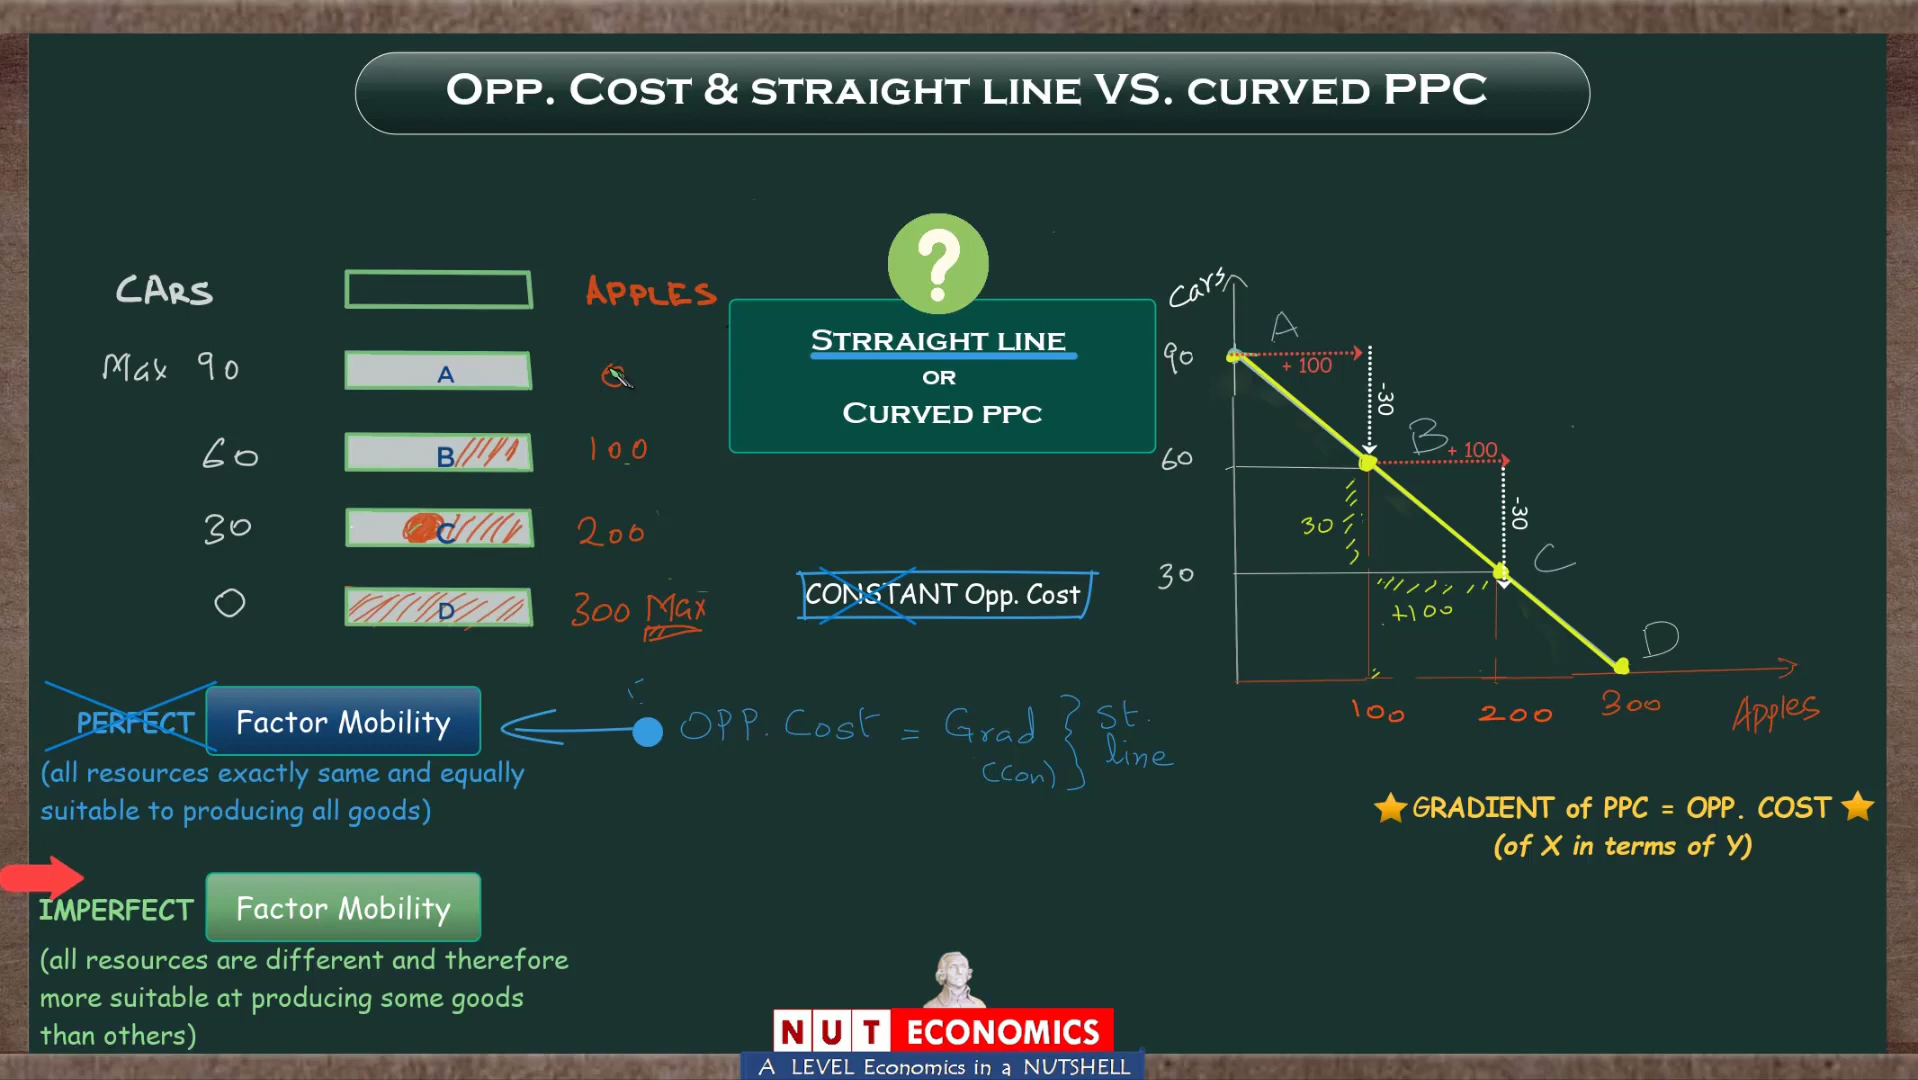 OPP. COST & STRAIGHT LINE VS. CURVED PPC
CARS
APPLES
Max 90
A
0
60
B
100
30
C
200
0
D
300 Max
?
STRRAIGHT LINE
OR
CURVED PPC
CONSTANT Opp. Cost
Cars
90
60
30
A
+ 100
-30
B
+ 100
-30
30
C
+100
D
100
200
300
Apples
PERFECT Factor Mobility
(all resources exactly same and equally
suitable to producing all goods)
OPP. Cost = Grad } St.
(Con) line
GRADIENT of PPC = OPP. COST
(of X in terms of Y)
IMPERFECT Factor Mobility
(all resources are different and therefore
more suitable at producing some goods
than others)
NUT ECONOMICS
A LEVEL Economics in a NUTSHELL